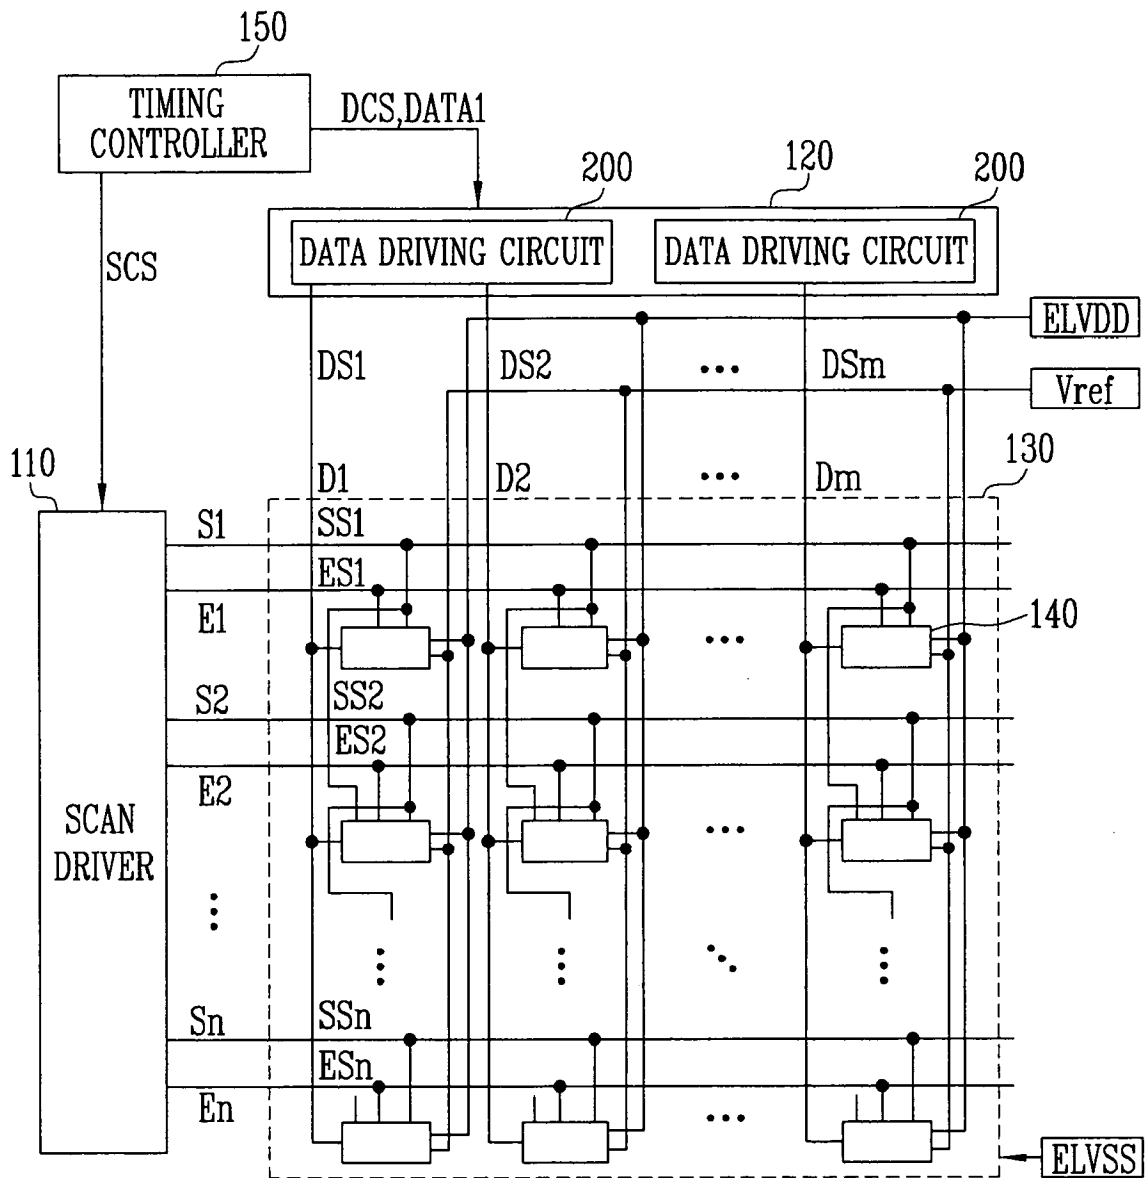 150
TIMING
CONTROLLER
DCS,DATA1
200
120
200
DATA DRIVING CIRCUIT
DATA DRIVING CIRCUIT
SCS
ELVDD
DS1
DS2
DSm
Vref
110
D1
D2
Dm
130
S1
SS1
ES1
E1
140
S2
SS2
ES2
E2
SCAN
DRIVER
Sn
SSn
ESn
En
ELVSS